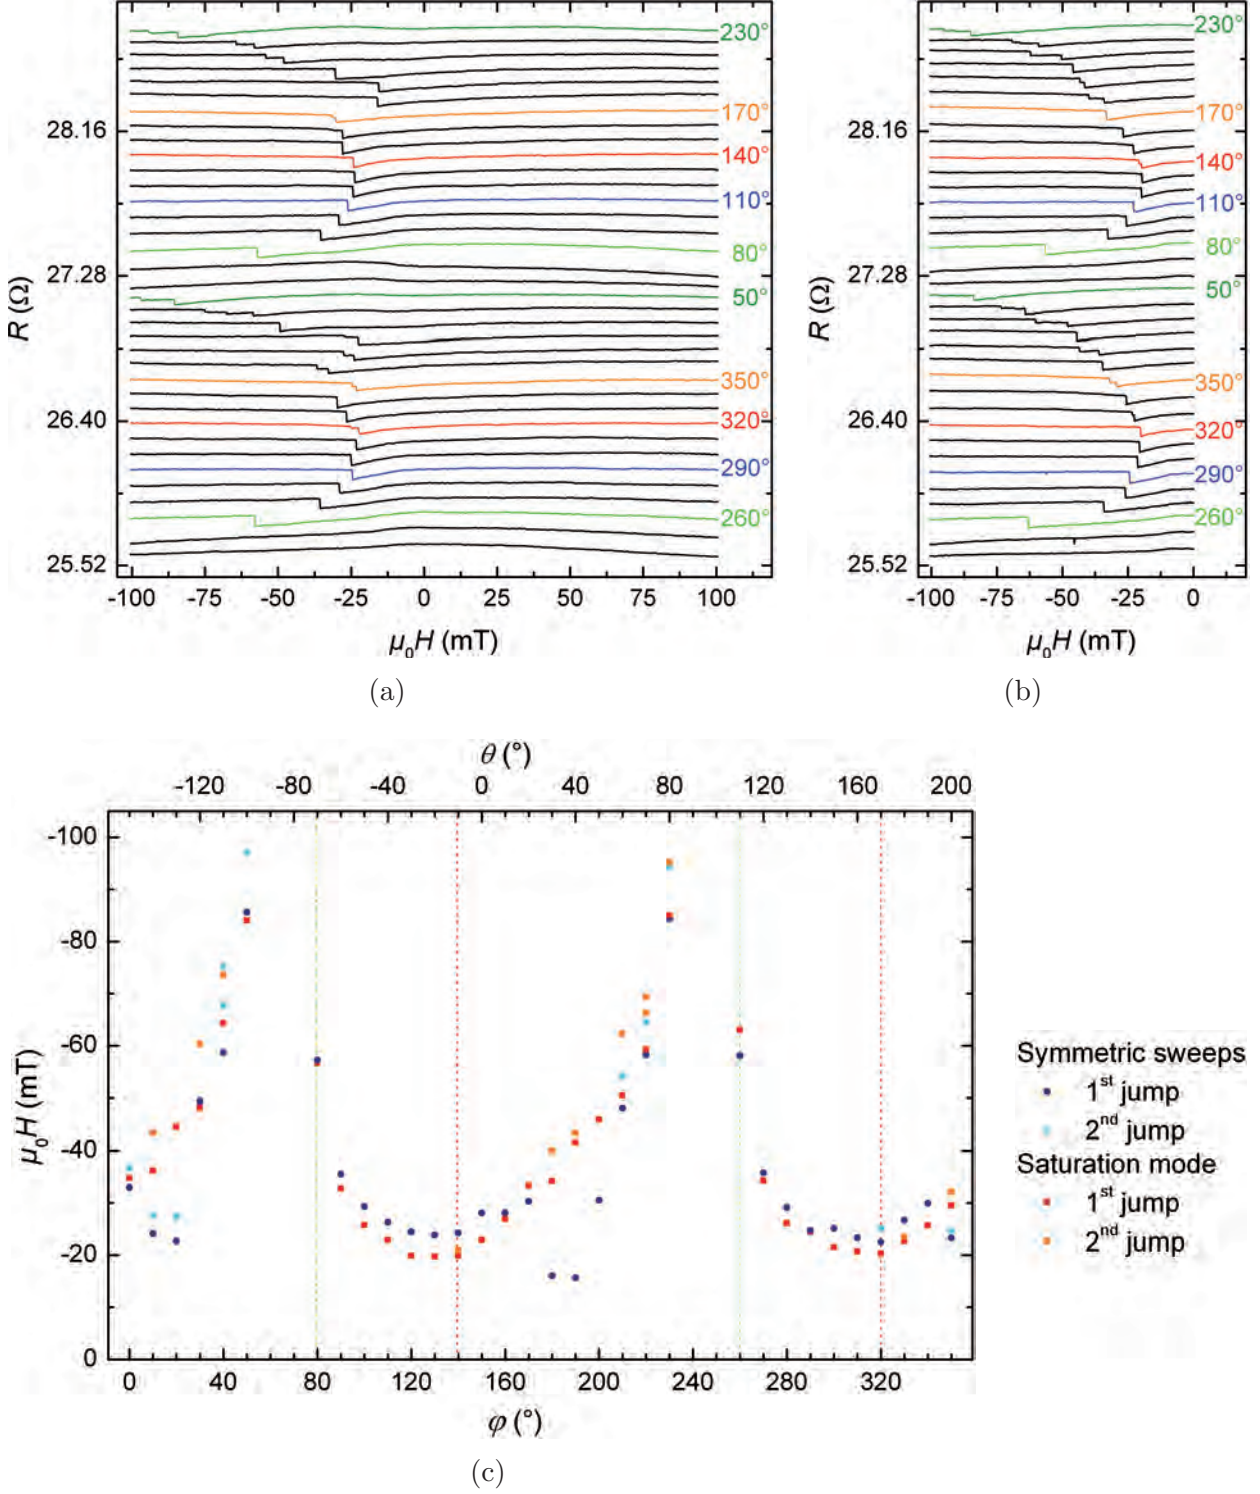 230°
170°
28.16
140°
110°
80°
27.28
50°
350°
26.40
320°
290°
260°
25.52
R (Ω)
-100 -75 -50 -25 0 25 50 75 100
μ₀H (mT)
(a)
230°
170°
28.16
140°
110°
80°
27.28
50°
350°
26.40
320°
290°
260°
25.52
R (Ω)
-100 -75 -50 -25 0
μ₀H (mT)
(b)
θ (°)
-120 -80 -40 0 40 80 120 160 200
-100
-80
-60
-40
-20
0
μ₀H (mT)
0 40 80 120 160 200 240 280 320
φ (°)
Symmetric sweeps
1st jump
2nd jump
Saturation mode
1st jump
2nd jump
(c)